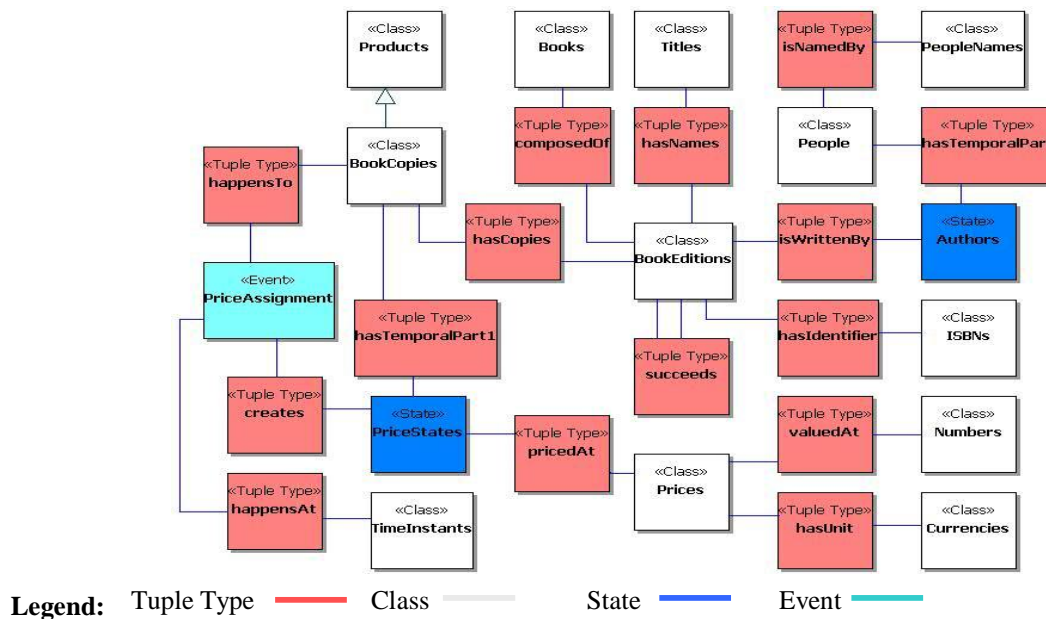 «Class»
Products
«Class»
Books
«Class»
Titles
«Tuple Type»
isNamedBy
«Class»
PeopleNames
«Tuple Type»
happensTo
«Class»
BookCopies
«Tuple Type»
composedOf
«Tuple Type»
hasNames
«Class»
People
«Tuple Type»
hasTemporalPar
«Tuple Type»
hasCopies
«Class»
BookEditions
«Tuple Type»
isWrittenBy
«State»
Authors
«Event»
PriceAssignment
«Tuple Type»
hasTemporalPart1
«Tuple Type»
succeeds
«Tuple Type»
hasIdentifier
«Class»
ISBNs
«Tuple Type»
creates
«State»
PriceStates
«Tuple Type»
pricedAt
«Class»
Prices
«Tuple Type»
valuedAt
«Class»
Numbers
«Tuple Type»
happensAt
«Class»
TimeInstants
«Tuple Type»
hasUnit
«Class»
Currencies
Legend: Tuple Type Class State Event